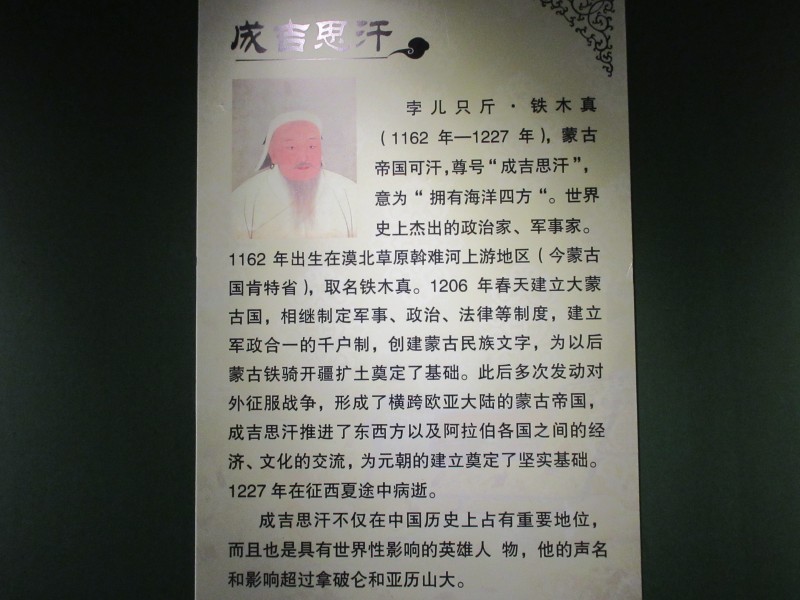 成吉思汗
孛儿只斤·铁木真
（1162 年—1227 年），蒙古
帝国可汗，尊号“成吉思汗”，
意为“ 拥有海洋四方 “。世界
史上杰出的政治家、军事家。
1162 年出生在漠北草原斡难河上游地区（今蒙古
国肯特省），取名铁木真。1206 年春天建立大蒙
古国，相继制定军事、政治、法律等制度，建立
军政合一的千户制，创建蒙古民族文字，为以后
蒙古铁骑开疆扩土奠定了基础。此后多次发动对
外征服战争，形成了横跨欧亚大陆的蒙古帝国，
成吉思汗推进了东西方以及阿拉伯各国之间的经
济、文化的交流，为元朝的建立奠定了坚实基础。
1227 年在征西夏途中病逝。
成吉思汗不仅在中国历史上占有重要地位，
而且也是具有世界性影响的英雄人 物，他的声名
和影响超过拿破仑和亚历山大。